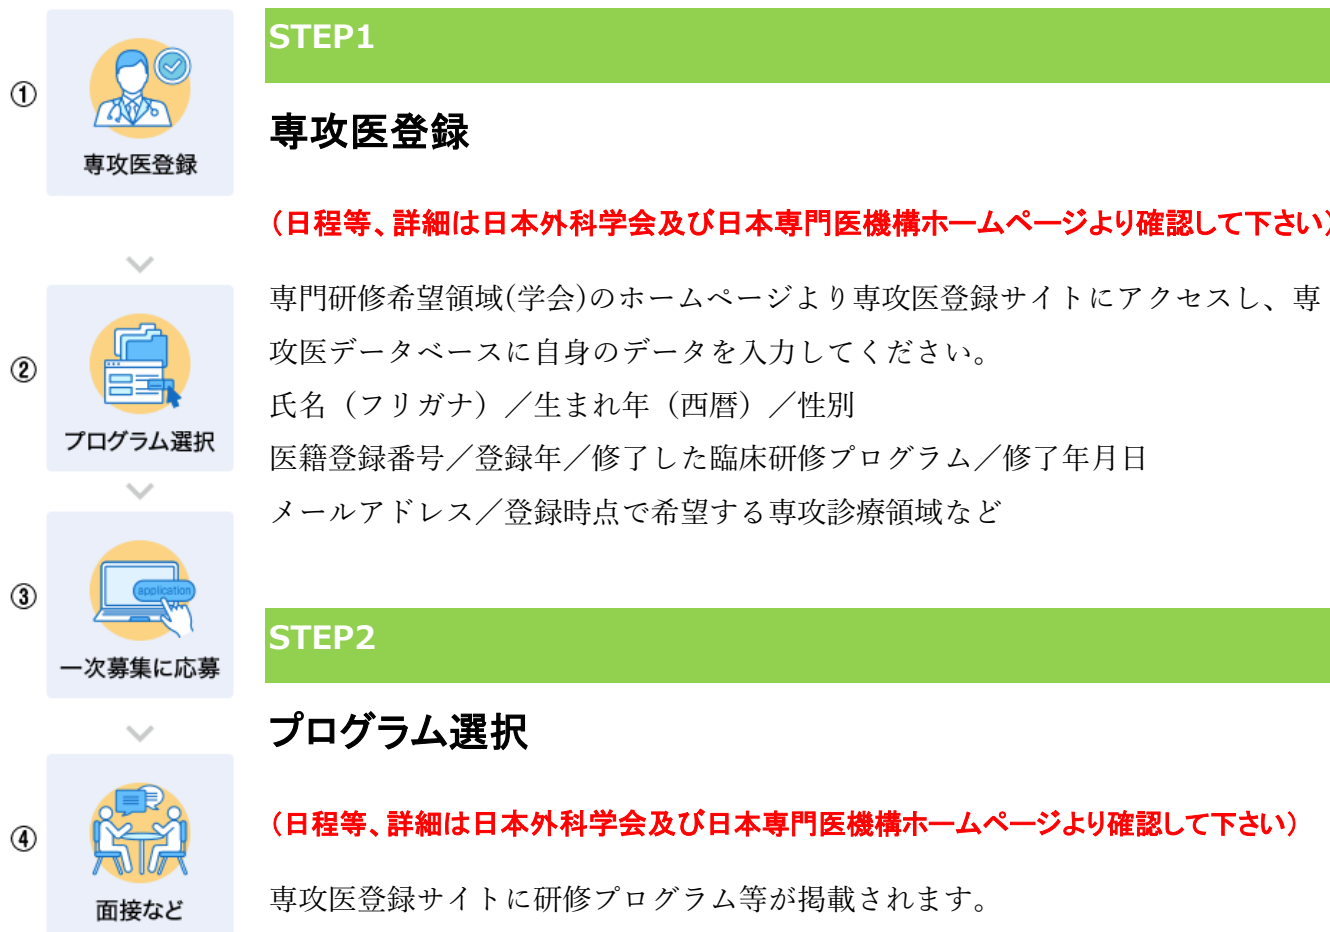 ①
専攻医登録
②
プログラム選択
③
application
一次募集に応募
④
面接など
STEP1
専攻医登録
（日程等、詳細は日本外科学会及び日本専門医機構ホームページより確認して下さい）
専門研修希望領域(学会)のホームページより専攻医登録サイトにアクセスし、専
攻医データベースに自身のデータを入力してください。
氏名（フリガナ）／生まれ年（西暦）／性別
医籍登録番号／登録年／修了した臨床研修プログラム／修了年月日
メールアドレス／登録時点で希望する専攻診療領域など
STEP2
プログラム選択
（日程等、詳細は日本外科学会及び日本専門医機構ホームページより確認して下さい）
専攻医登録サイトに研修プログラム等が掲載されます。